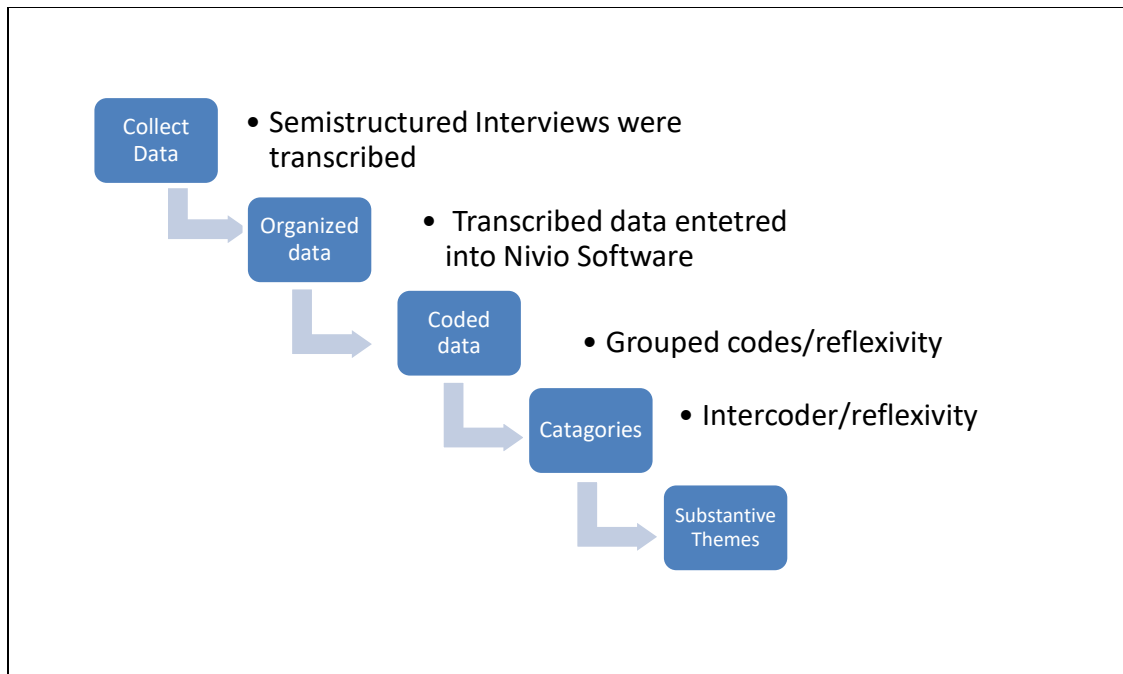 Collect
Data
• Semistructured Interviews were
transcribed
Organized
data
• Transcribed data entetred
into Nivio Software
Coded
data
• Grouped codes/reflexivity
Catagories
• Intercoder/reflexivity
Substantive
Themes